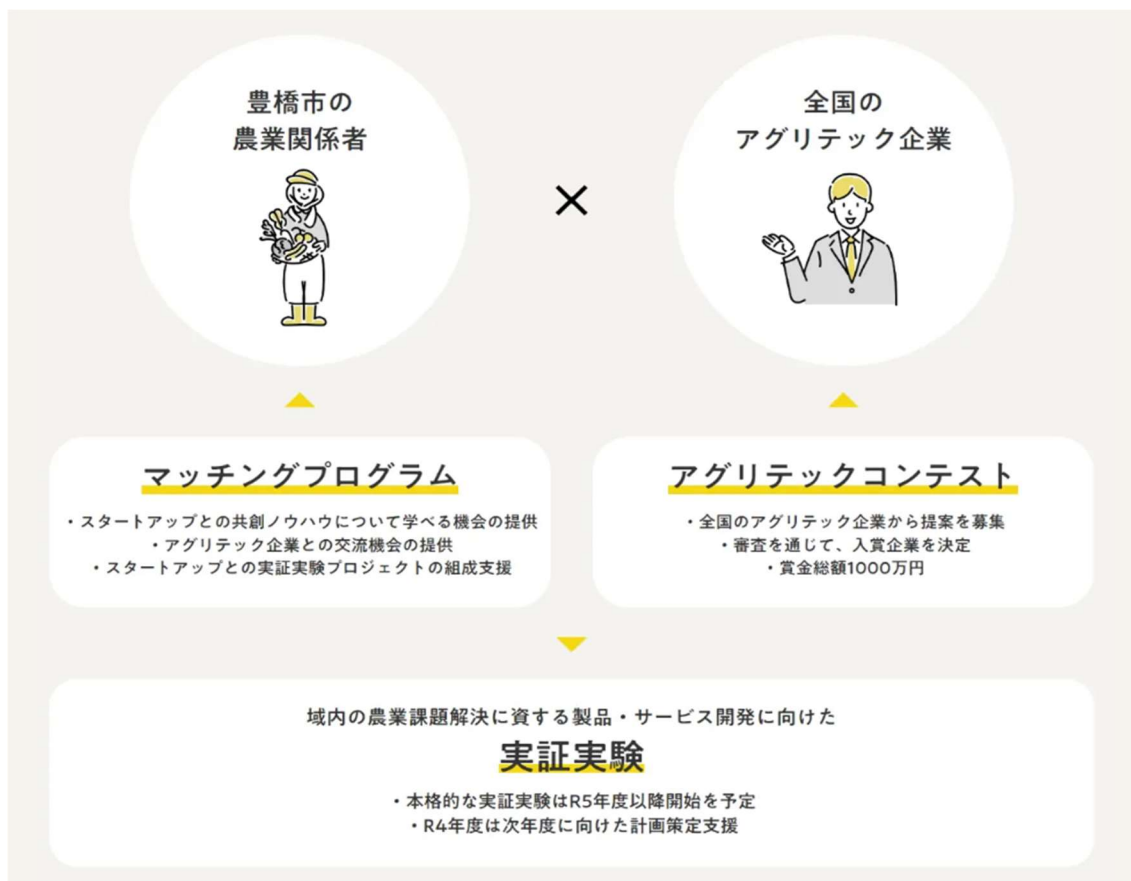 豊橋市の
農業関係者
×
全国の
アグリテック企業
マッチングプログラム
・スタートアップとの共創ノウハウについて学べる機会の提供
・アグリテック企業との交流機会の提供
・スタートアップとの実証実験プロジェクトの組成支援
アグリテックコンテスト
・全国のアグリテック企業から提案を募集
・審査を通じて、入賞企業を決定
・賞金総額1000万円
域内の農業課題解決に資する製品・サービス開発に向けた
実証実験
・本格的な実証実験はR5年度以降開始を予定
・R4年度は次年度に向けた計画策定支援